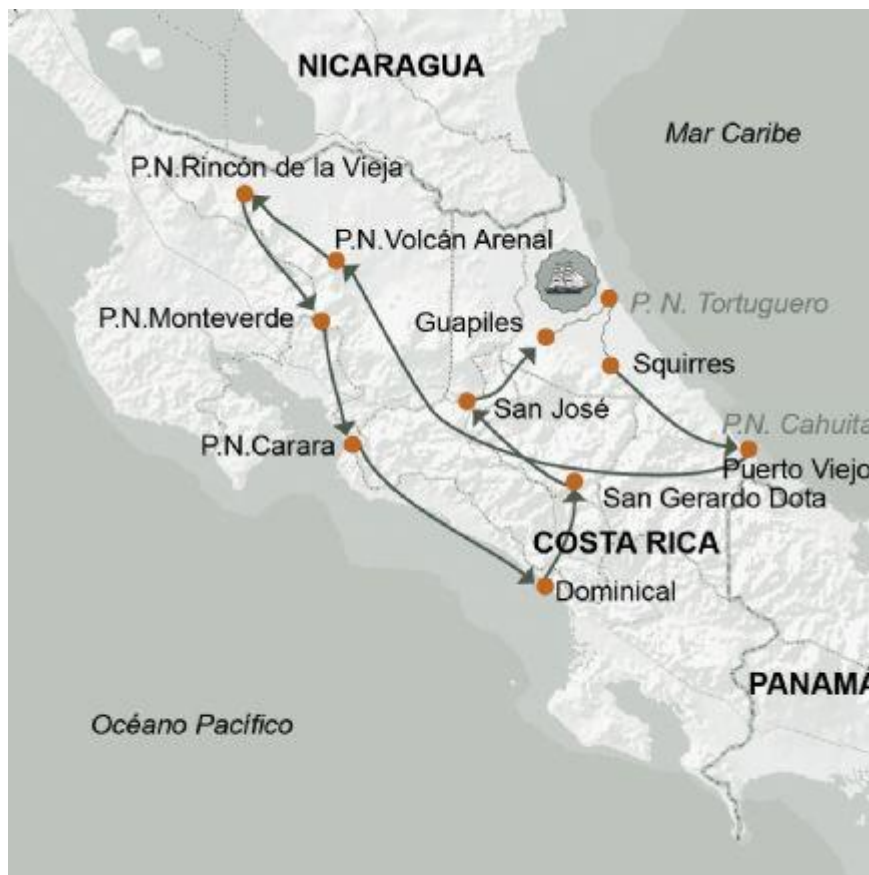 NICARAGUA
Mar Caribe
P.N.Rincón de la Vieja
P.N.Volcán Arenal
P. N. Tortuguero
P.N.Monteverde
Guapiles
Squirres
San José
P.N. Cahuita
P.N.Carara
Puerto Viejo
San Gerardo Dota
COSTA RICA
Dominical
PANAMÁ
Océano Pacífico